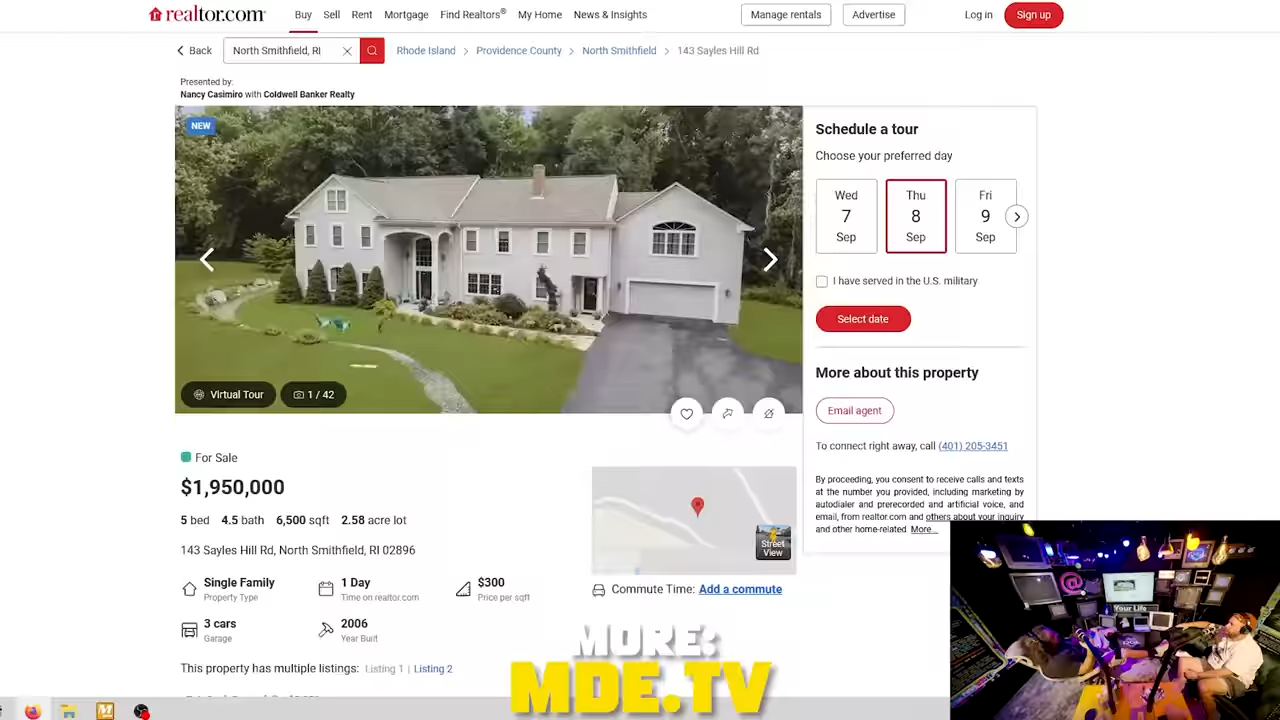 realtor.com
Buy Sell Rent Mortgage Find Realtors® My Home News & Insights
Manage rentals Advertise Log in Sign up
Back North Smithfield, RI Rhode Island Providence County North Smithfield 143 Sayles Hill Rd
Presented by:
Nancy Casimiro with Coldwell Banker Realty
NEW
Virtual Tour 1 / 42
Schedule a tour
Choose your preferred day
Wed Thu Fri
7 8 9
Sep Sep Sep
I have served in the U.S. military
Select date
More about this property
Email agent
To connect right away, call (401) 205-3451
By proceeding, you consent to receive calls and texts
at the number you provided, including marketing by
autodialer and prerecorded and artificial voice, and
email, from realtor.com and others about your inquiry
and other home-related More...
For Sale
$1,950,000
5 bed 4.5 bath 6,500 sqft 2.58 acre lot
143 Sayles Hill Rd, North Smithfield, RI 02896
Single Family 1 Day $300
Property Type Time on realtor.com Price per sqft
3 cars 2006
Garage Year Built
This property has multiple listings: Listing 1 | Listing 2
Street
View
Commute Time: Add a commute
MORE:
MDE.TV
Your Life